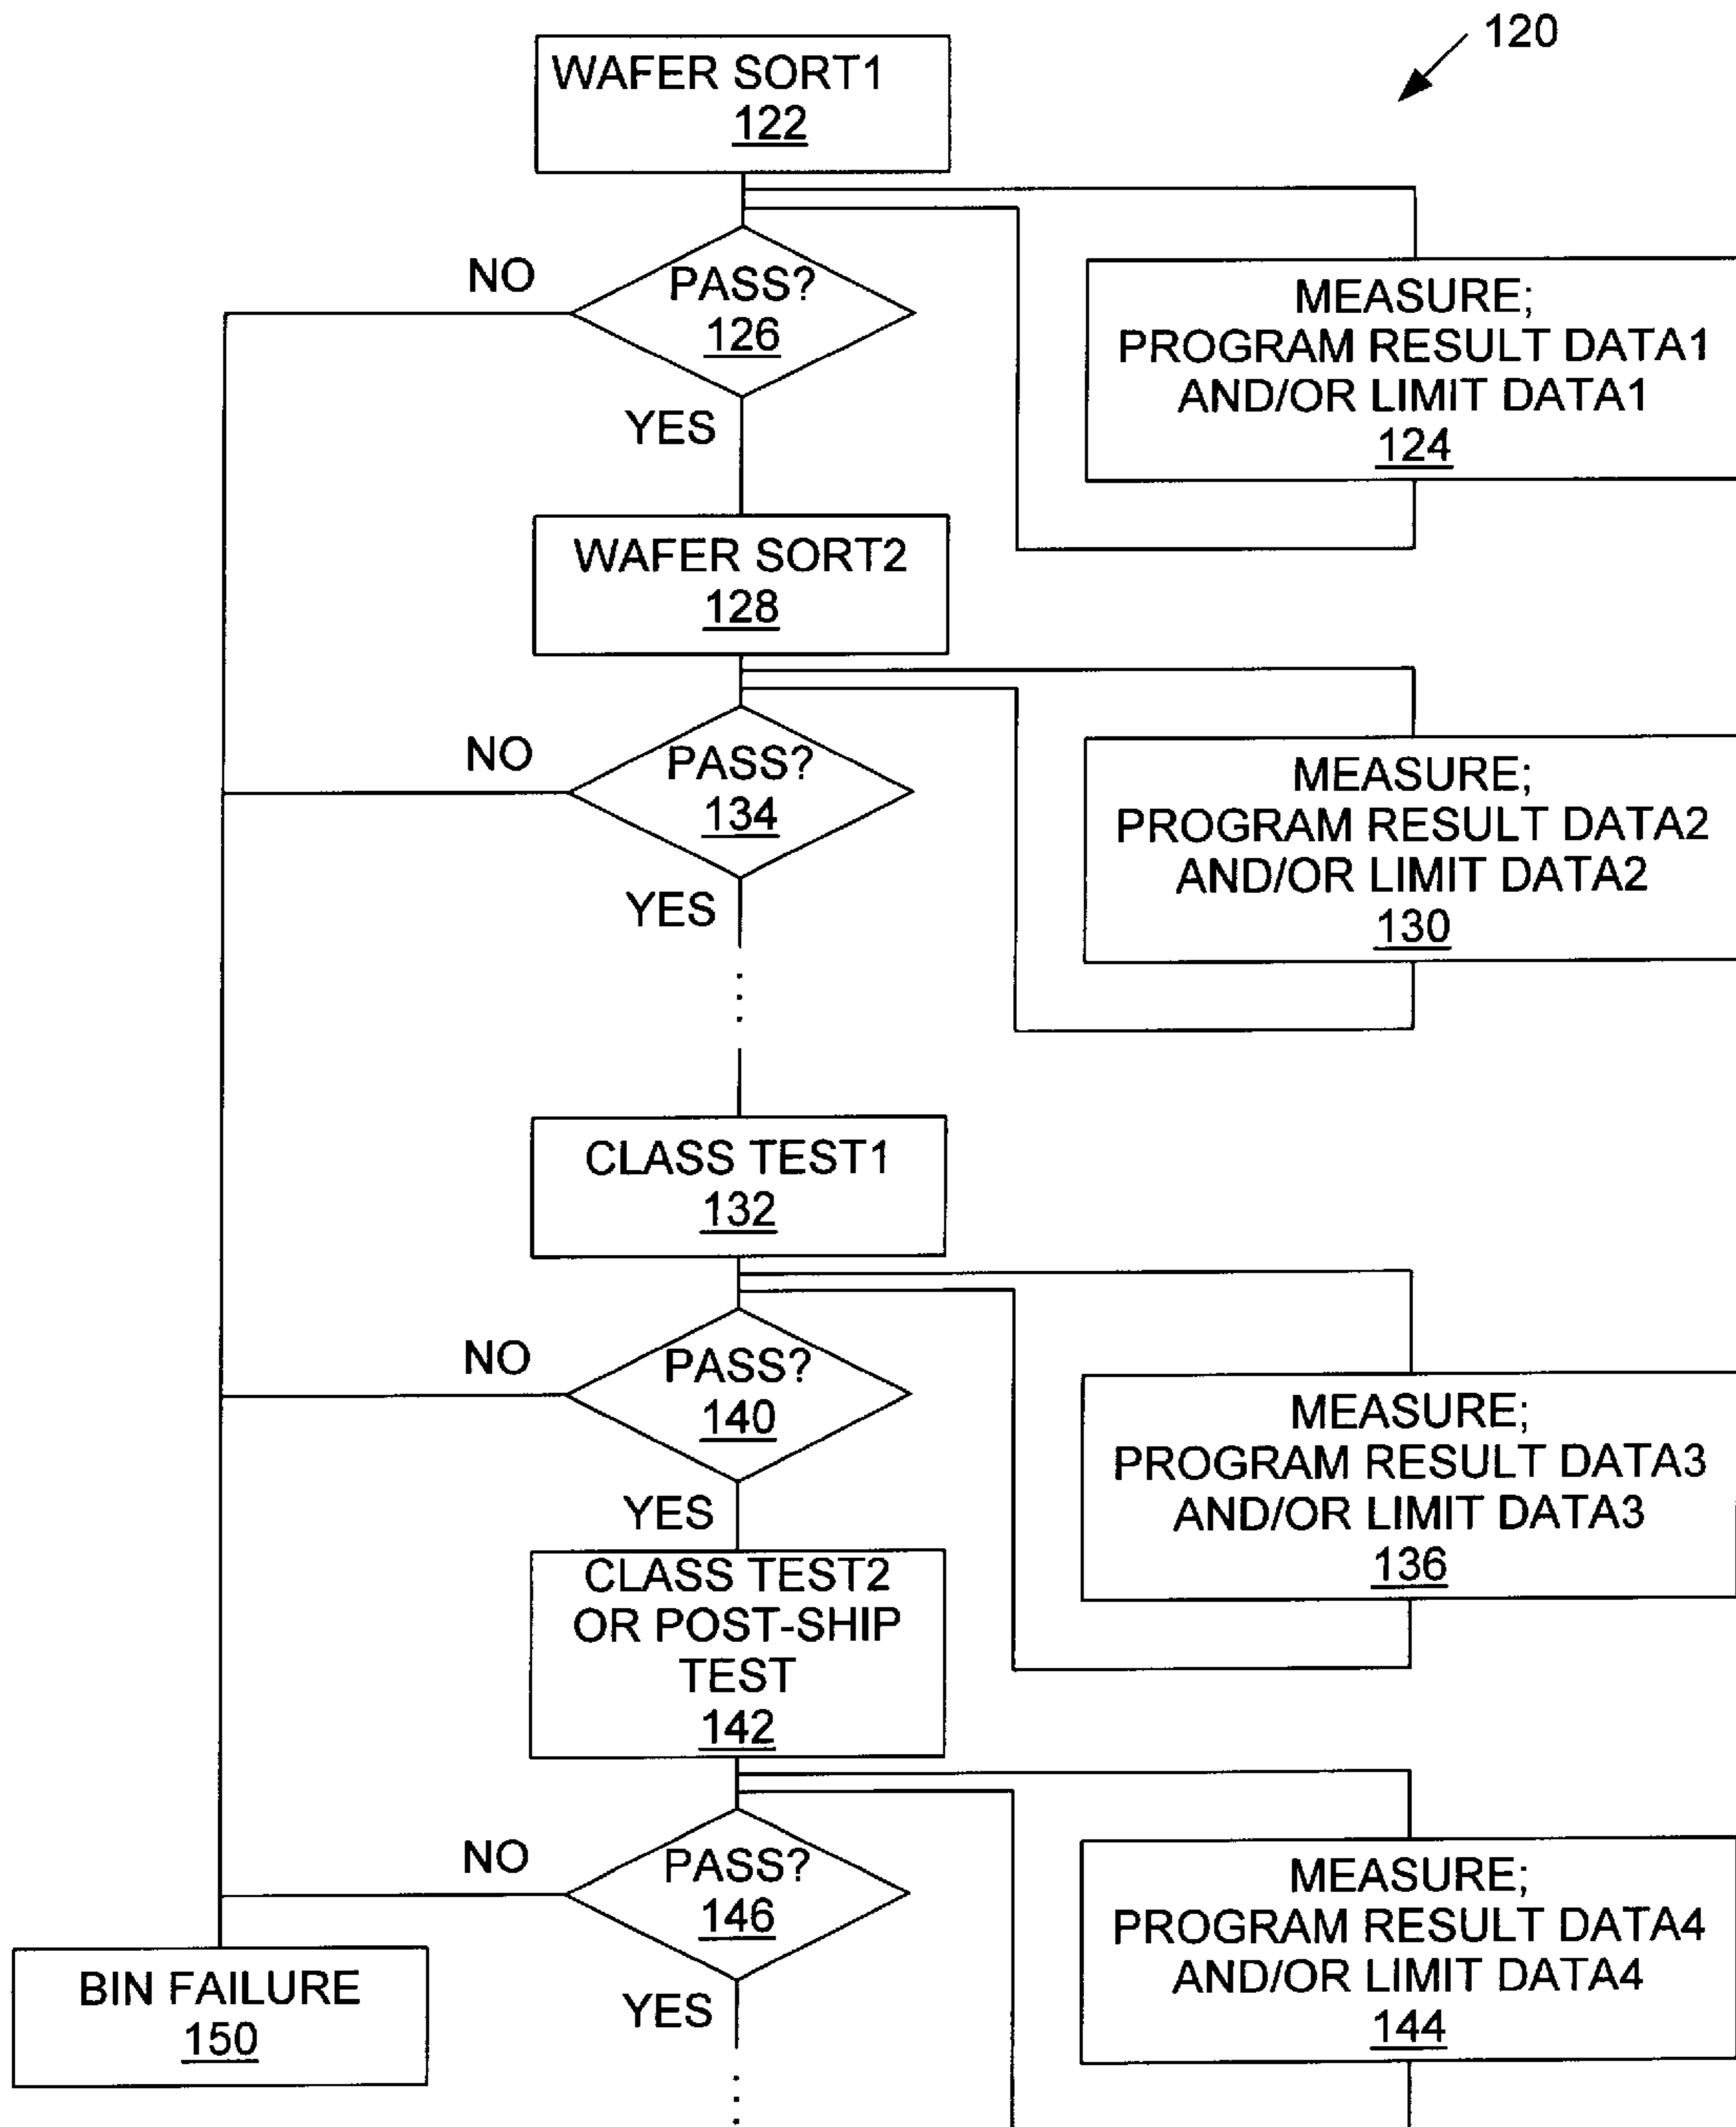 120
WAFER SORT1
122
NO
PASS?
126
YES
MEASURE;
PROGRAM RESULT DATA1
AND/OR LIMIT DATA1
124
WAFER SORT2
128
NO
PASS?
134
YES
MEASURE;
PROGRAM RESULT DATA2
AND/OR LIMIT DATA2
130
CLASS TEST1
132
NO
PASS?
140
YES
MEASURE;
PROGRAM RESULT DATA3
AND/OR LIMIT DATA3
136
CLASS TEST2
OR POST-SHIP
TEST
142
NO
PASS?
146
YES
MEASURE;
PROGRAM RESULT DATA4
AND/OR LIMIT DATA4
144
BIN FAILURE
150